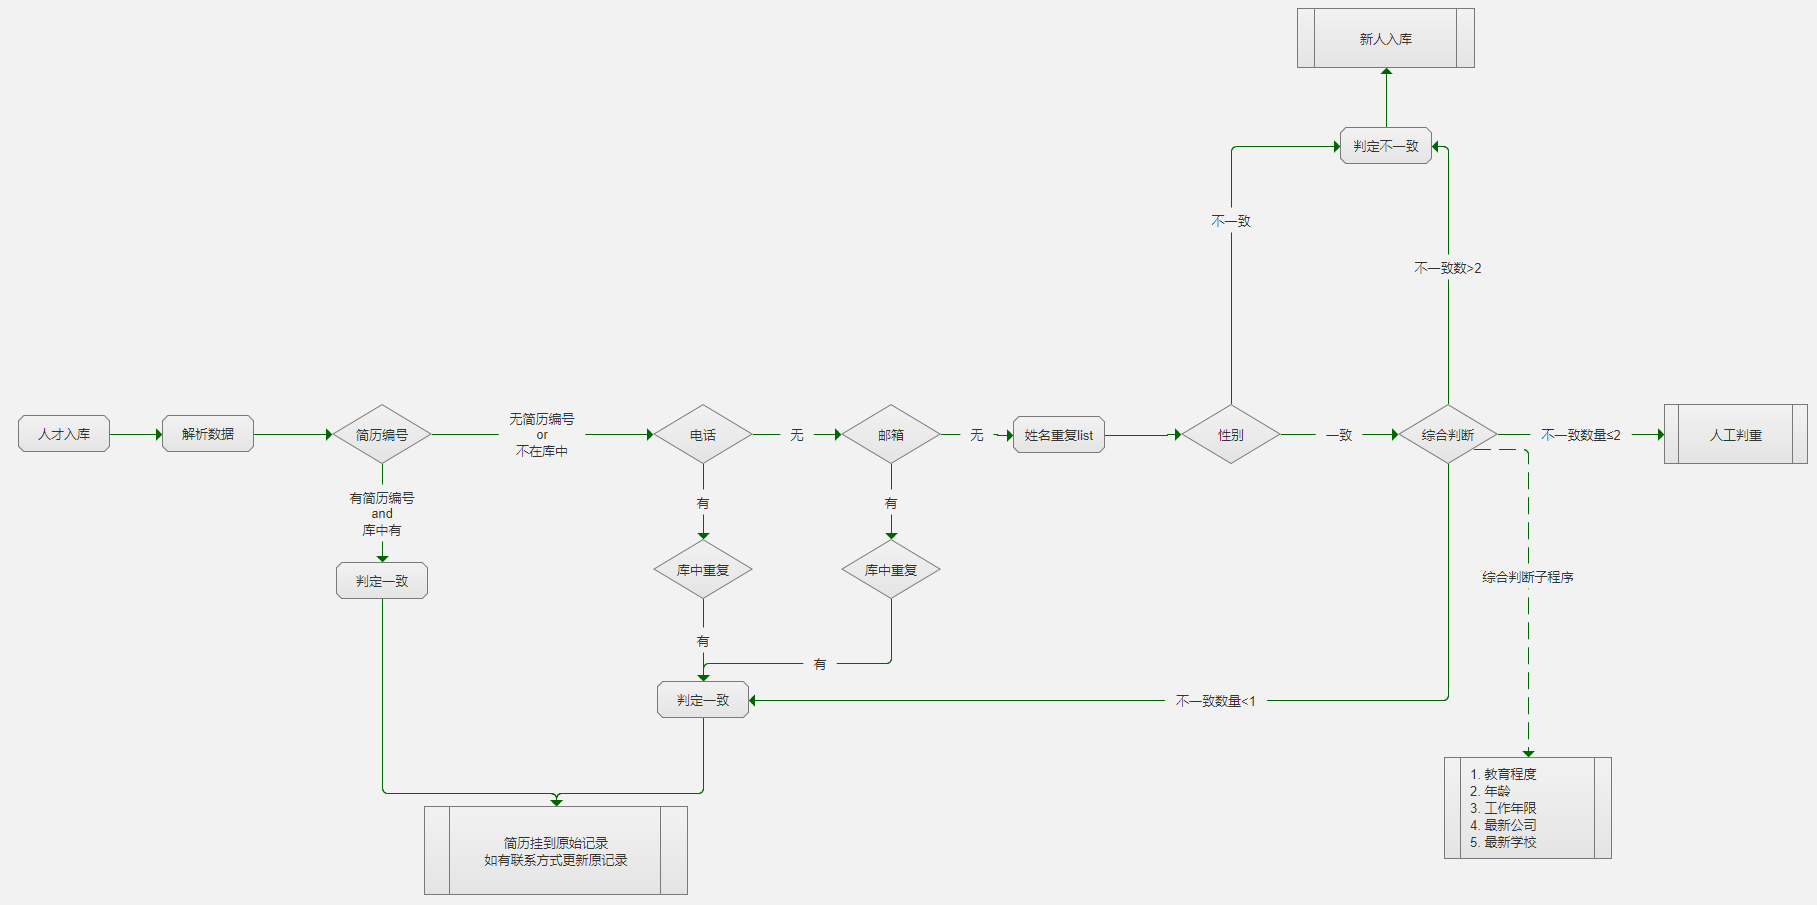 新人入库
判定不一致
不一致
不一致数>2
人才入库
解析数据
简历编号
无简历编号
or
不在库中
电话
无
邮箱
无
姓名重复list
性别
一致
综合判断
不一致数量≤2
人工判重
有简历编号
and
库中有
有
有
判定一致
库中重复
库中重复
综合判断子程序
有
有
判定一致
不一致数量<1
1. 教育程度
2. 年龄
3. 工作年限
4. 最新公司
5. 最新学校
简历挂到原始记录
如有联系方式更新原记录